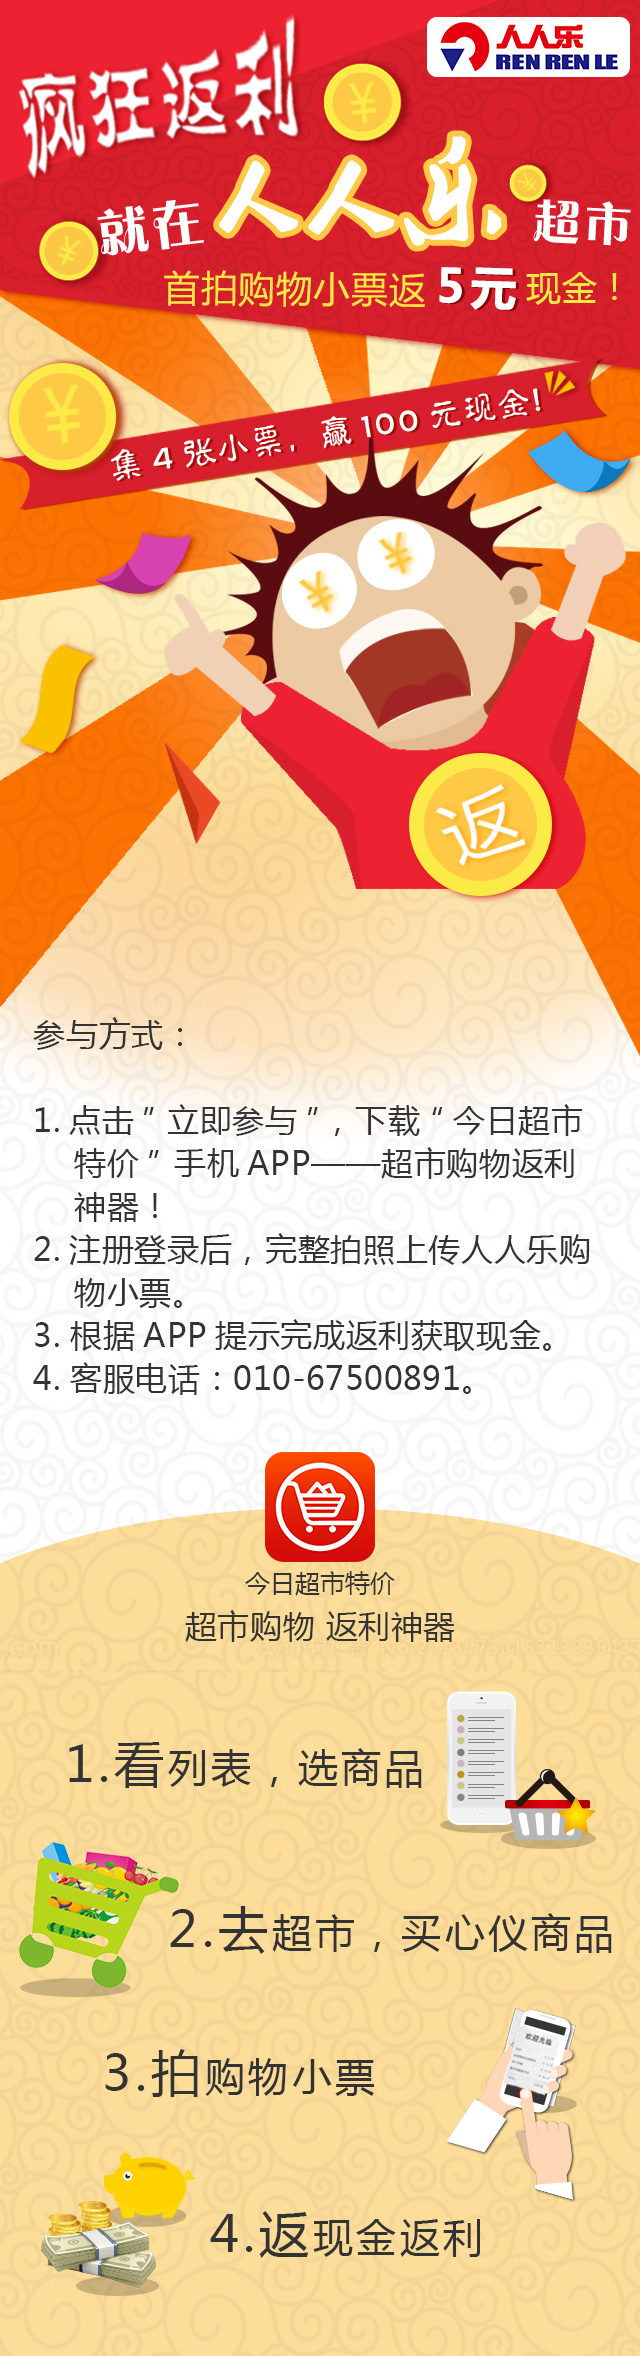 人人乐
REN REN LE
疯狂返利
就在人人乐超市
首拍购物小票返5元现金！
集4张小票，赢100元现金!
返
参与方式：
1. 点击＂立即参与＂，下载＂今日超市
特价＂手机 APP——超市购物返利
神器！
2. 注册登录后，完整拍照上传人人乐购
物小票。
3. 根据 APP 提示完成返利获取现金。
4. 客服电话：010-67500891。
今日超市特价
超市购物 返利神器
1.看列表，选商品
2.去超市，买心仪商品
3.拍购物小票
欢迎光临
4.返现金返利